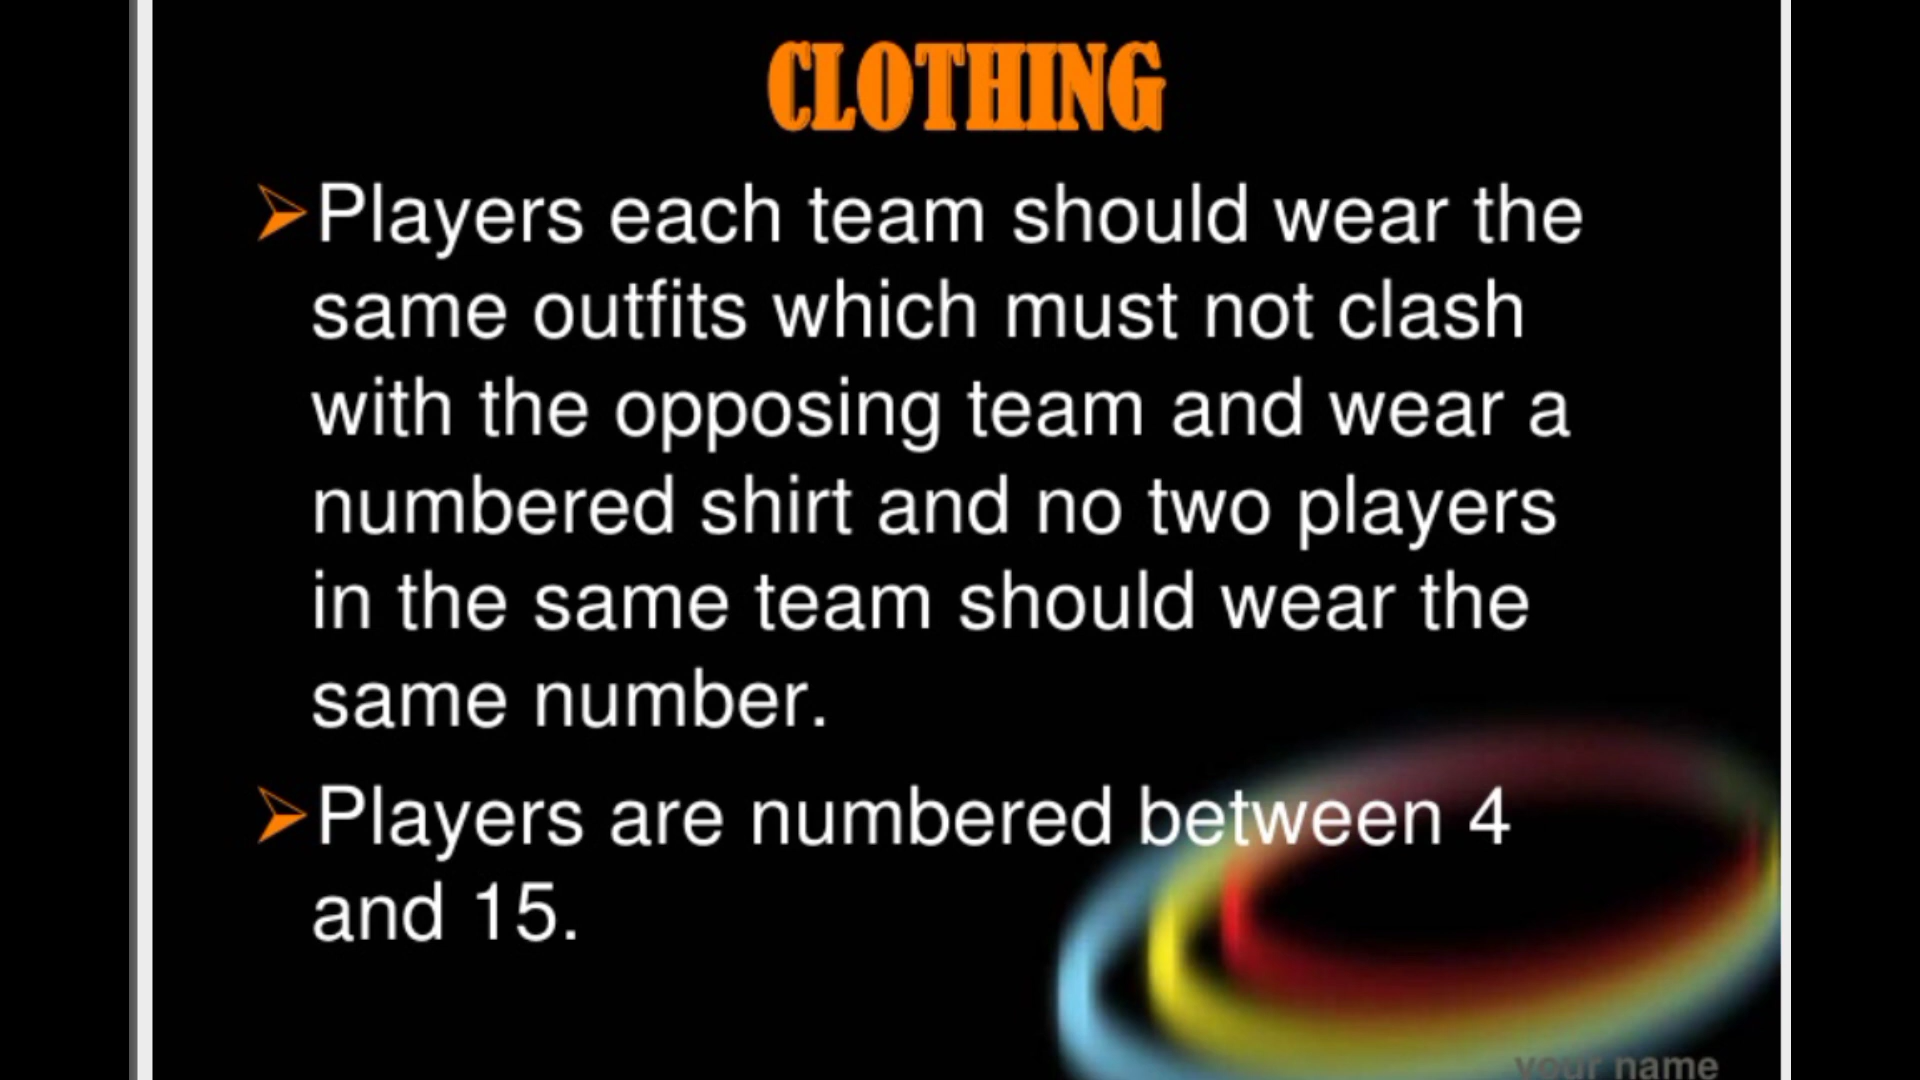 CLOTHING
Players each team should wear the
same outfits which must not clash
with the opposing team and wear a
numbered shirt and no two players
in the same team should wear the
same number.
Players are numbered between 4
and 15.
your name